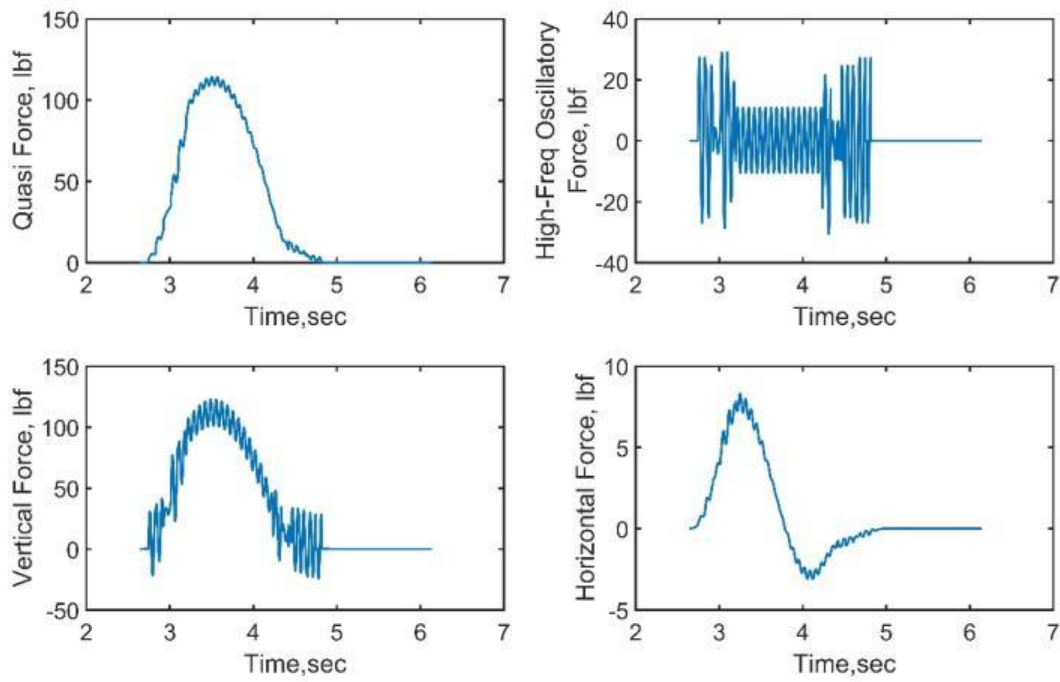 Quasi Force, lbf
150
100
50
0
2 3 4 5 6 7
Time,sec
High-Freq Oscillatory
Force, lbf
40
20
0
-20
-40
2 3 4 5 6 7
Time,sec
Vertical Force, lbf
150
100
50
0
-50
2 3 4 5 6 7
Time,sec
Horizontal Force, lbf
10
5
0
-5
2 3 4 5 6 7
Time,sec